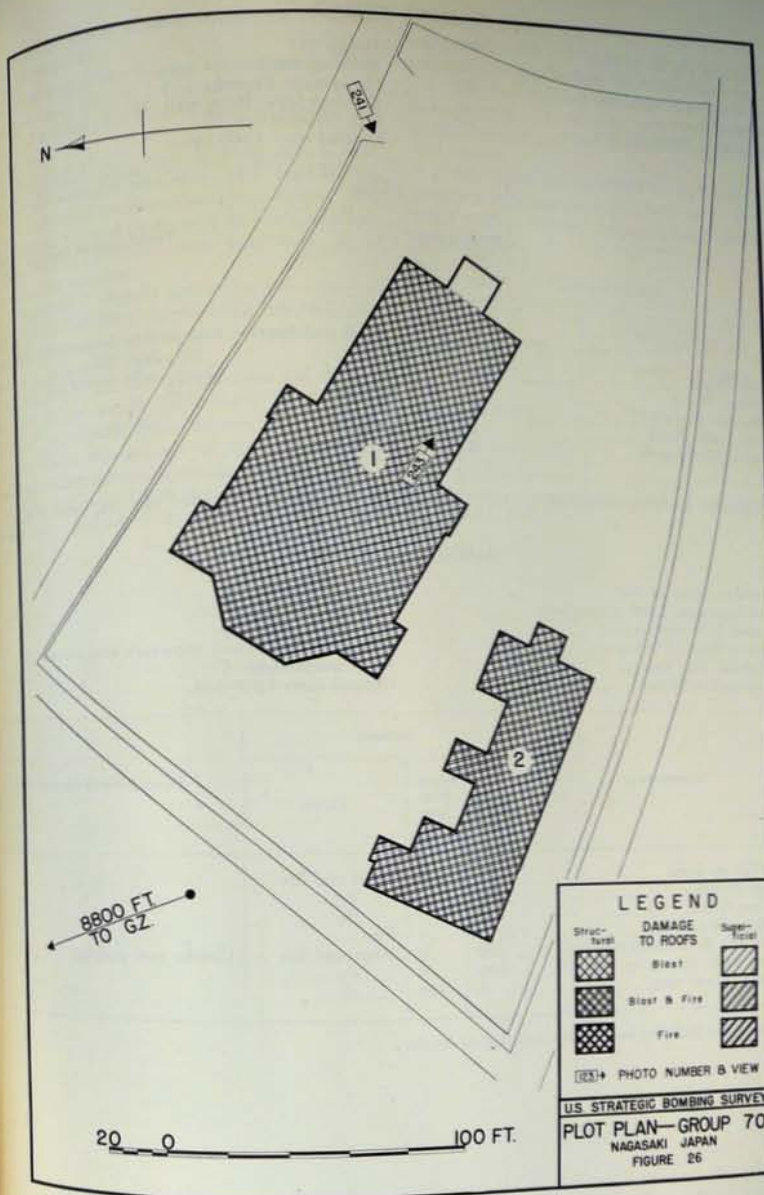 241
N
1
243
2
8800 FT.
TO GZ.
LEGEND
Struc-
tural
DAMAGE
TO ROOFS
Super-
ficial
Blast
Blast & Fire
Fire
PHOTO NUMBER & VIEW
U.S. STRATEGIC BOMBING SURVEY
PLOT PLAN—GROUP 70
NAGASAKI JAPAN
FIGURE 26
20 0 100 FT.